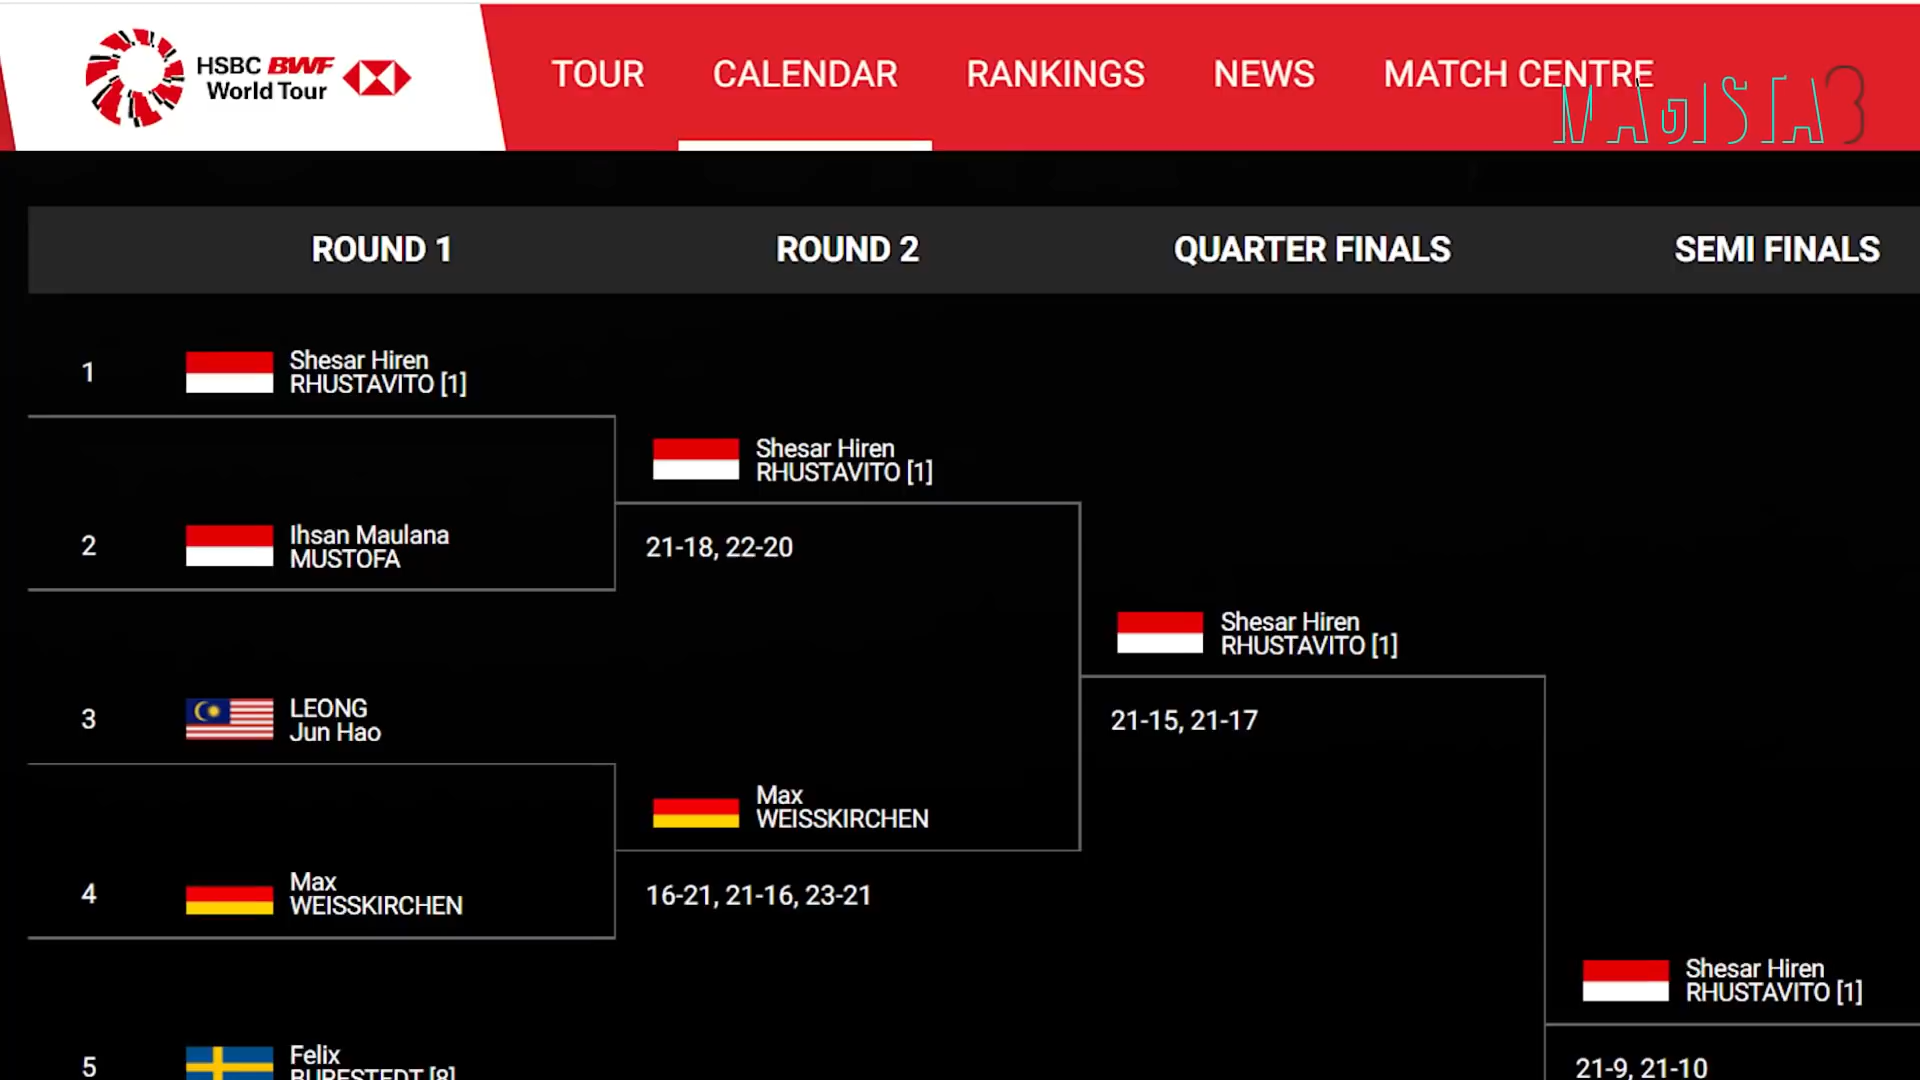 HSBC BWF
World Tour
TOUR
CALENDAR
RANKINGS
NEWS
MATCH CENTRE
MAGISTA3
ROUND 1
ROUND 2
QUARTER FINALS
SEMI FINALS
1
Shesar Hiren
RHUSTAVITO [1]
Shesar Hiren
RHUSTAVITO [1]
2
Ihsan Maulana
MUSTOFA
21-18, 22-20
Shesar Hiren
RHUSTAVITO [1]
3
LEONG
Jun Hao
21-15, 21-17
Max
WEISSKIRCHEN
4
Max
WEISSKIRCHEN
16-21, 21-16, 23-21
Shesar Hiren
RHUSTAVITO [1]
5
Felix
BURESTEDT [8]
21-9, 21-10